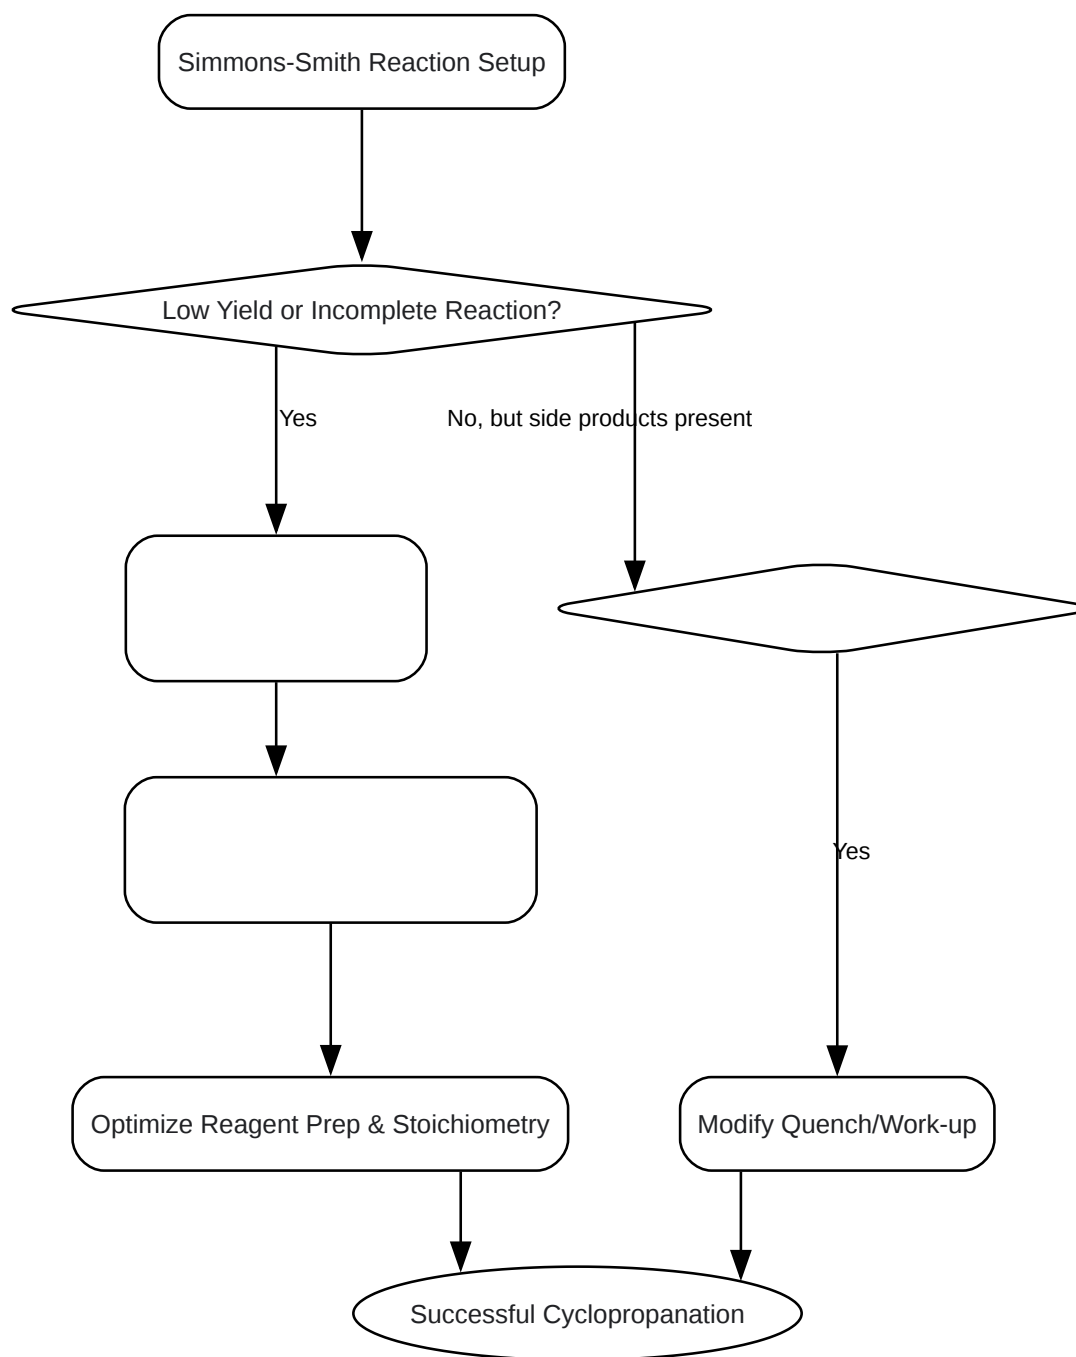 Simmons-Smith Reaction Setup
Low Yield or Incomplete Reaction?
Yes
No, but side products present
Yes
Optimize Reagent Prep & Stoichiometry
Modify Quench/Work-up
Successful Cyclopropanation